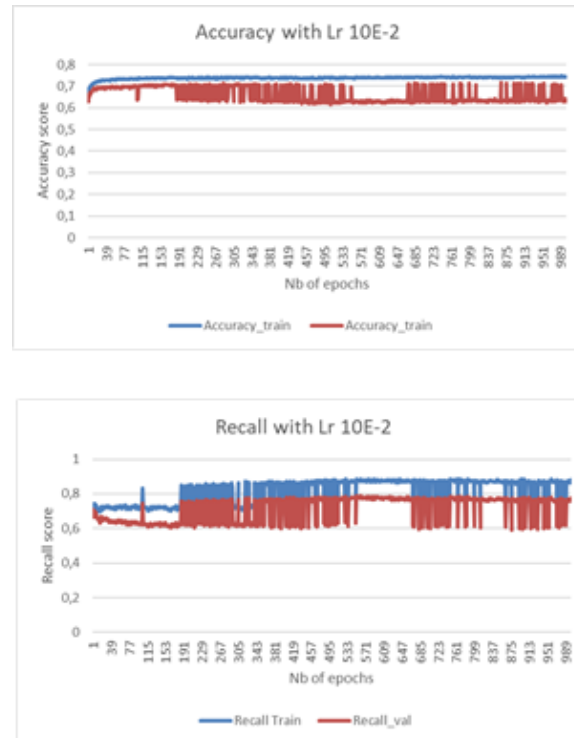 Accuracy with Lr 10E-2
0,8
0,7
0,6
0,5
0,4
0,3
0,2
0,1
0
Accuracy score
1 39 77 115 153 191 229 267 305 343 381 419 457 495 533 571 609 647 685 723 761 799 837 875 913 951 989
Nb of epochs
Accuracy_train Accuracy_train
Recall with Lr 10E-2
1
0,8
0,6
0,4
0,2
0
Recall score
1 39 77 115 153 191 229 267 305 343 381 419 457 495 533 571 609 647 685 723 761 799 837 875 913 951 989
Nb of epochs
Recall Train Recall_val